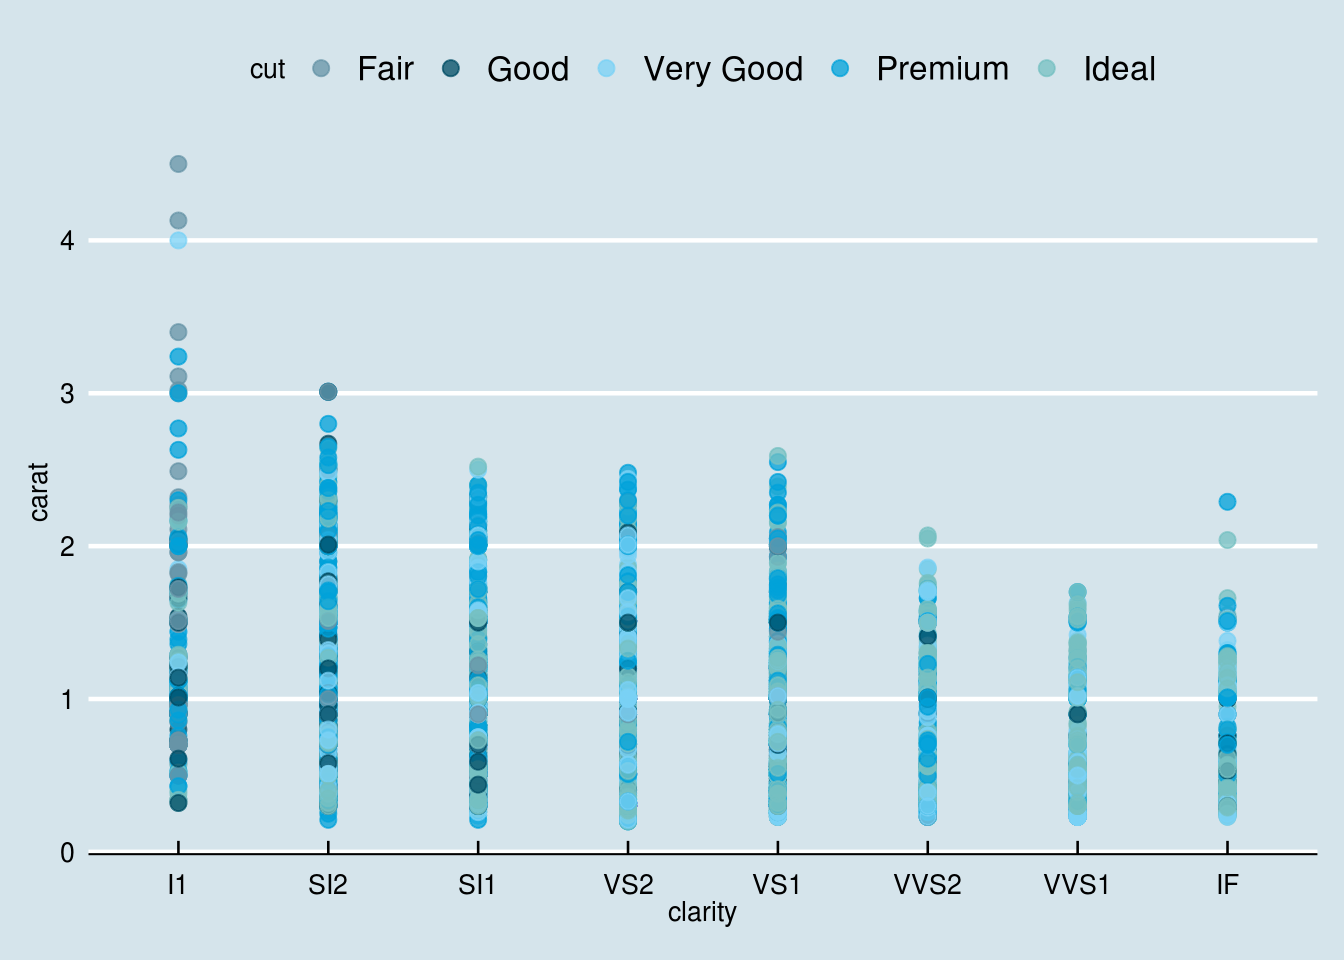 cut Fair Good Very Good Premium Ideal
4
3
2
1
0
carat
I1 SI2 SI1 VS2 VS1 VVS2 VVS1 IF
clarity